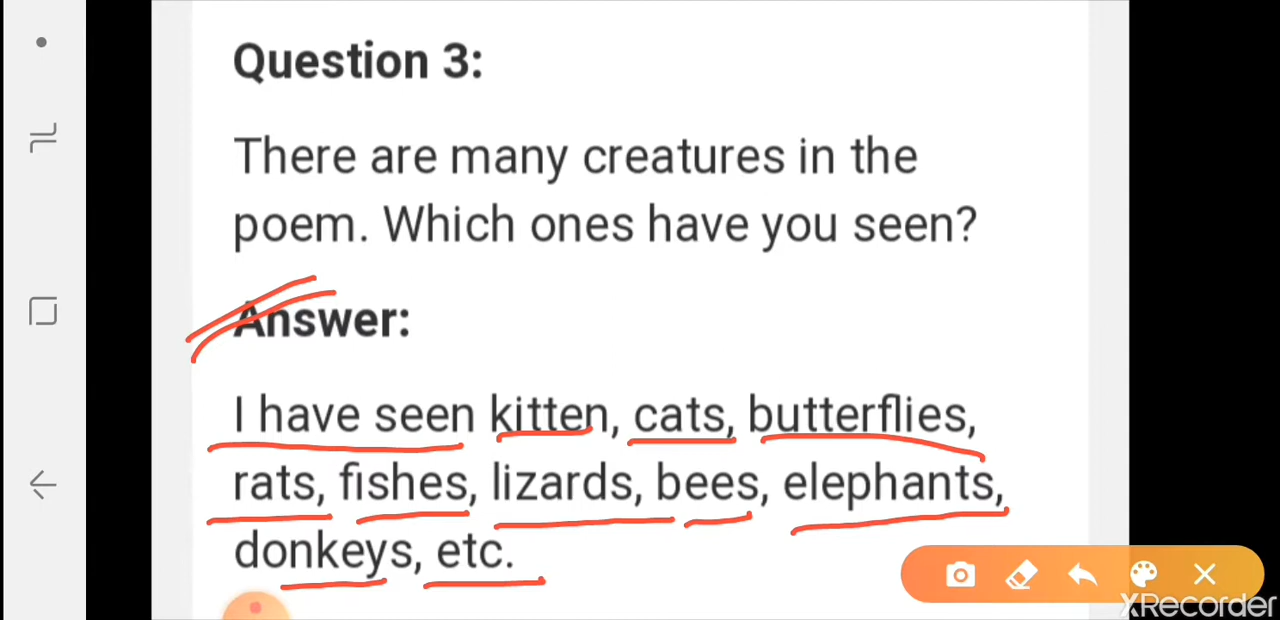 Question 3:
There are many creatures in the
poem. Which ones have you seen?
Answer:
I have seen kitten, cats, butterflies,
rats, fishes, lizards, bees, elephants,
donkeys, etc.
XRecorder